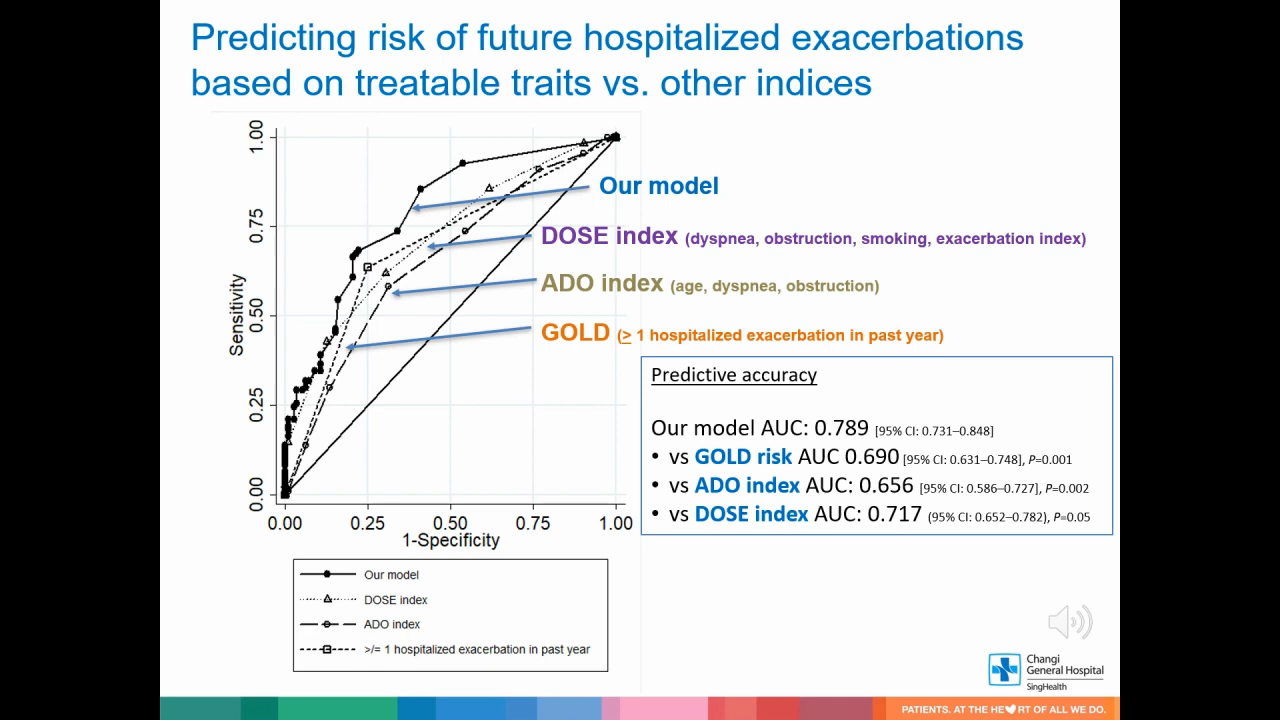 Predicting risk of future hospitalized exacerbations
based on treatable traits vs. other indices
1.00
0.75
0.50
0.25
0.00
Sensitivity
0.00 0.25 0.50 0.75 1.00
1-Specificity
Our model
DOSE index (dyspnea, obstruction, smoking, exacerbation index)
ADO index (age, dyspnea, obstruction)
GOLD (≥ 1 hospitalized exacerbation in past year)
Predictive accuracy
Our model AUC: 0.789 [95% CI: 0.731–0.848]
• vs GOLD risk AUC 0.690 [95% CI: 0.631–0.748], P=0.001
• vs ADO index AUC: 0.656 [95% CI: 0.586–0.727], P=0.002
• vs DOSE index AUC: 0.717 (95% CI: 0.652–0.782), P=0.05
Our model
DOSE index
ADO index
>/= 1 hospitalized exacerbation in past year
Changi
General Hospital
SingHealth
PATIENTS. AT THE HE♥RT OF ALL WE DO.